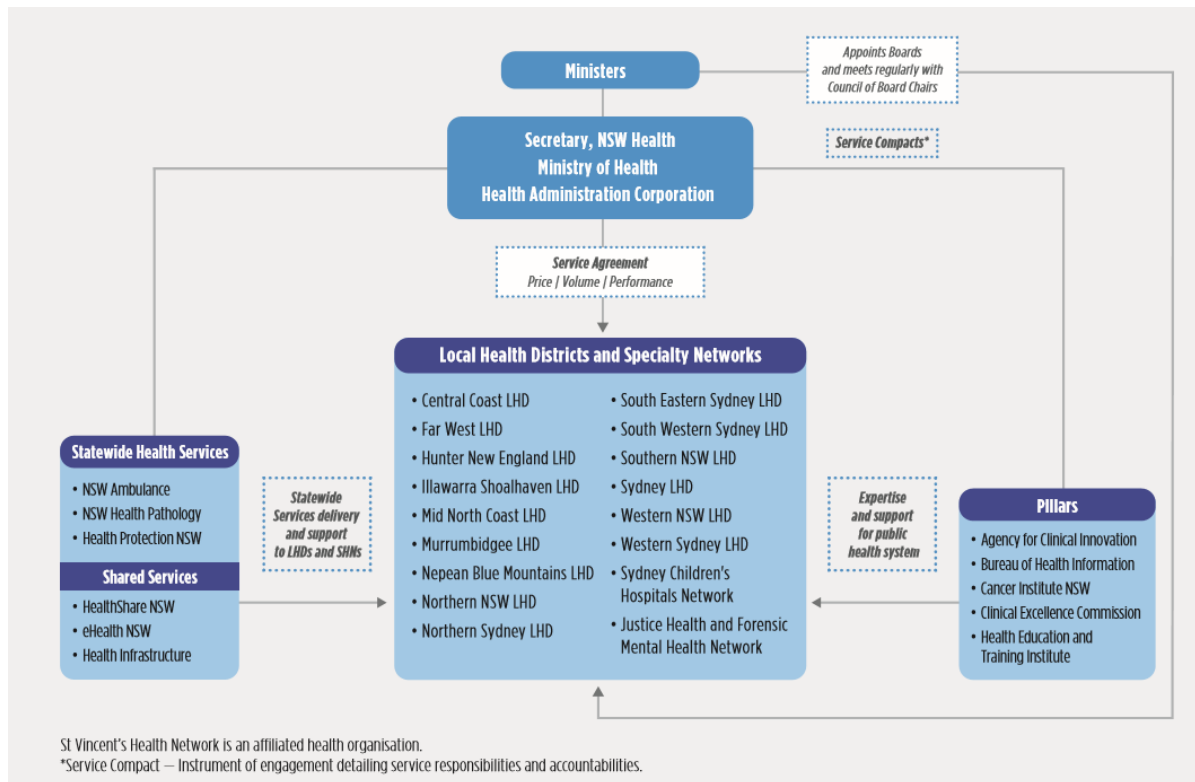 Ministers
Appoints Boards
and meets regularly with
Council of Board Chairs
Secretary, NSW Health
Ministry of Health
Health Administration Corporation
Service Compacts*
Service Agreement
Price | Volume | Performance
Local Health Districts and Specialty Networks
• Central Coast LHD
• Far West LHD
• Hunter New England LHD
• Illawarra Shoalhaven LHD
• Mid North Coast LHD
• Murrumbidgee LHD
• Nepean Blue Mountains LHD
• Northern NSW LHD
• Northern Sydney LHD
• South Eastern Sydney LHD
• South Western Sydney LHD
• Southern NSW LHD
• Sydney LHD
• Western NSW LHD
• Western Sydney LHD
• Sydney Children's
Hospitals Network
• Justice Health and Forensic
Mental Health Network
Statewide Health Services
• NSW Ambulance
• NSW Health Pathology
• Health Protection NSW
Shared Services
• HealthShare NSW
• eHealth NSW
• Health Infrastructure
Statewide
Services delivery
and support
to LHDs and SHNs
Expertise
and support
for public
health system
Pillars
• Agency for Clinical Innovation
• Bureau of Health Information
• Cancer Institute NSW
• Clinical Excellence Commission
• Health Education and
Training Institute
St Vincent's Health Network is an affiliated health organisation.
*Service Compact – Instrument of engagement detailing service responsibilities and accountabilities.